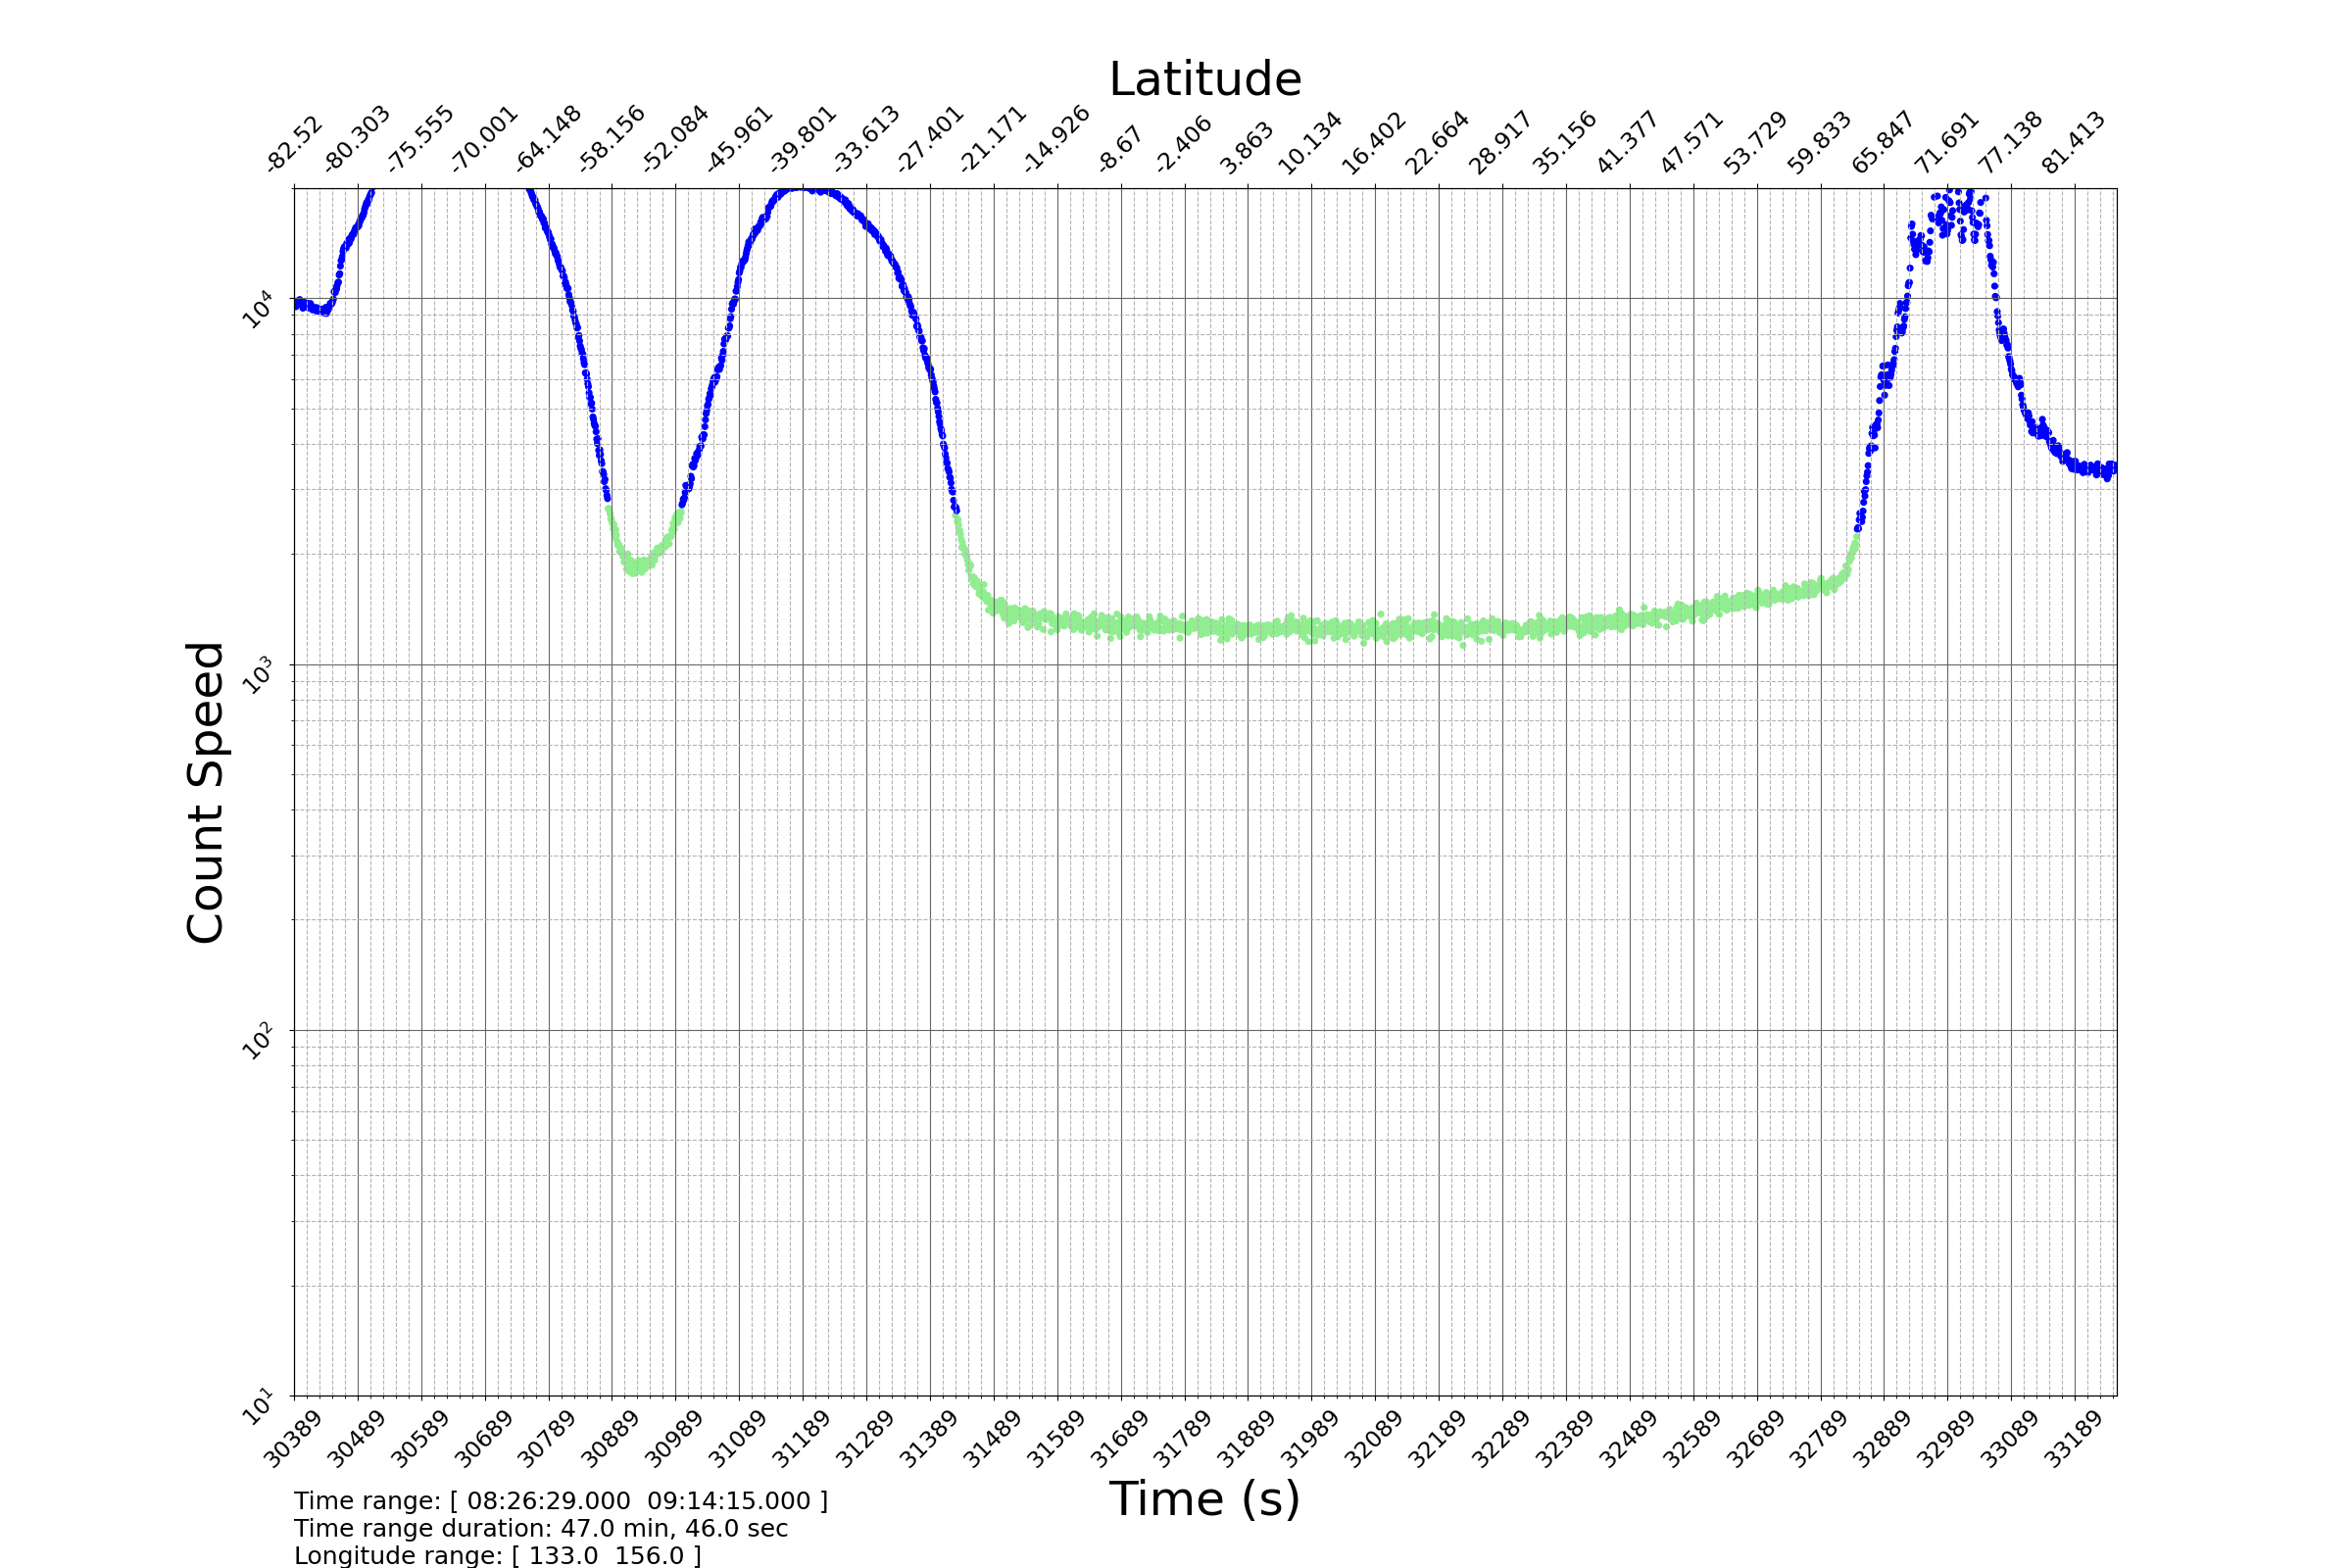 Latitude
-82.52 -80.303 -75.555 -70.001 -64.148 -58.156 -52.084 -45.961 -39.801 -33.613 -27.401 -21.171 -14.926 -8.67 -2.406 3.863 10.134 16.402 22.664 28.917 35.156 41.377 47.571 53.729 59.833 65.847 71.691 77.138 81.413
10⁴
10³
Count Speed
10²
10¹
30389 30489 30589 30689 30789 30889 30989 31089 31189 31289 31389 31489 31589 31689 31789 31889 31989 32089 32189 32289 32389 32489 32589 32689 32789 32889 32989 33089 33189
Time (s)
Time range: [ 08:26:29.000  09:14:15.000 ]
Time range duration: 47.0 min, 46.0 sec
Longitude range: [ 133.0  156.0 ]